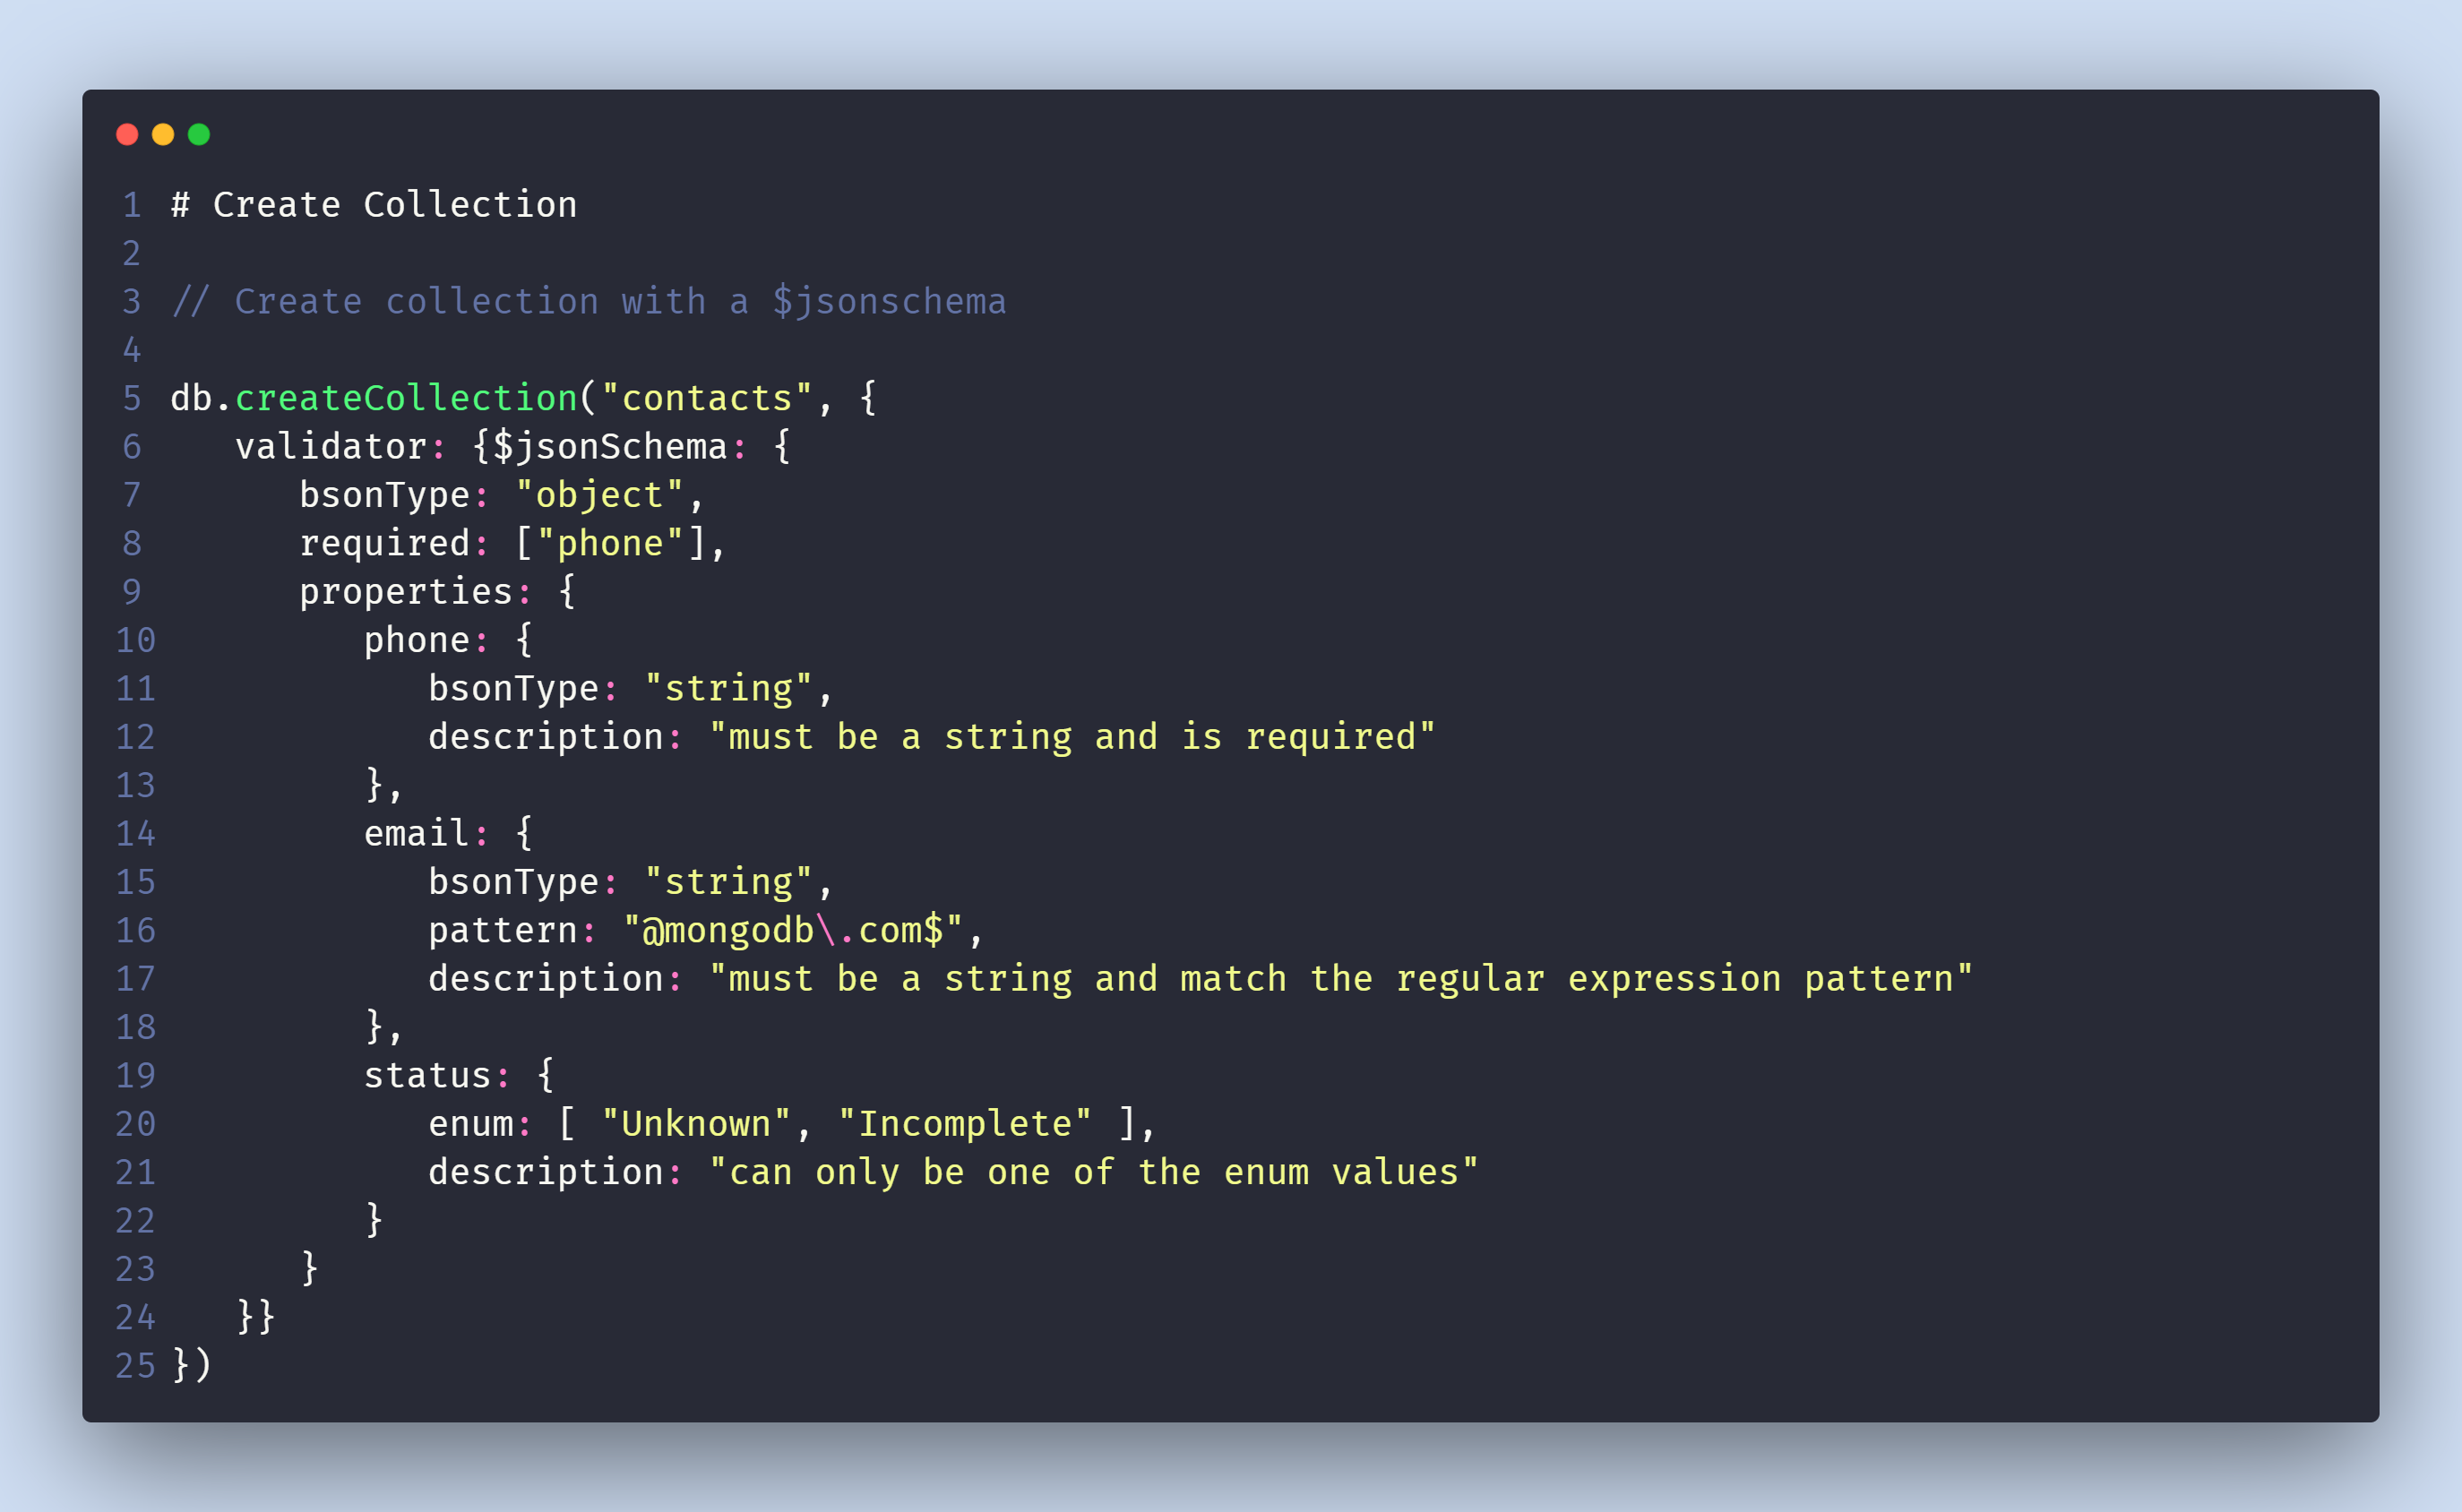 1 # Create Collection
2
3 // Create collection with a $jsonschema
4
5 db.createCollection("contacts", {
6    validator: {$jsonSchema: {
7       bsonType: "object",
8       required: ["phone"],
9       properties: {
10          phone: {
11             bsonType: "string",
12             description: "must be a string and is required"
13          },
14          email: {
15             bsonType: "string",
16             pattern: "@mongodb\.com$",
17             description: "must be a string and match the regular expression pattern"
18          },
19          status: {
20             enum: [ "Unknown", "Incomplete" ],
21             description: "can only be one of the enum values"
22          }
23       }
24    }}
25 })